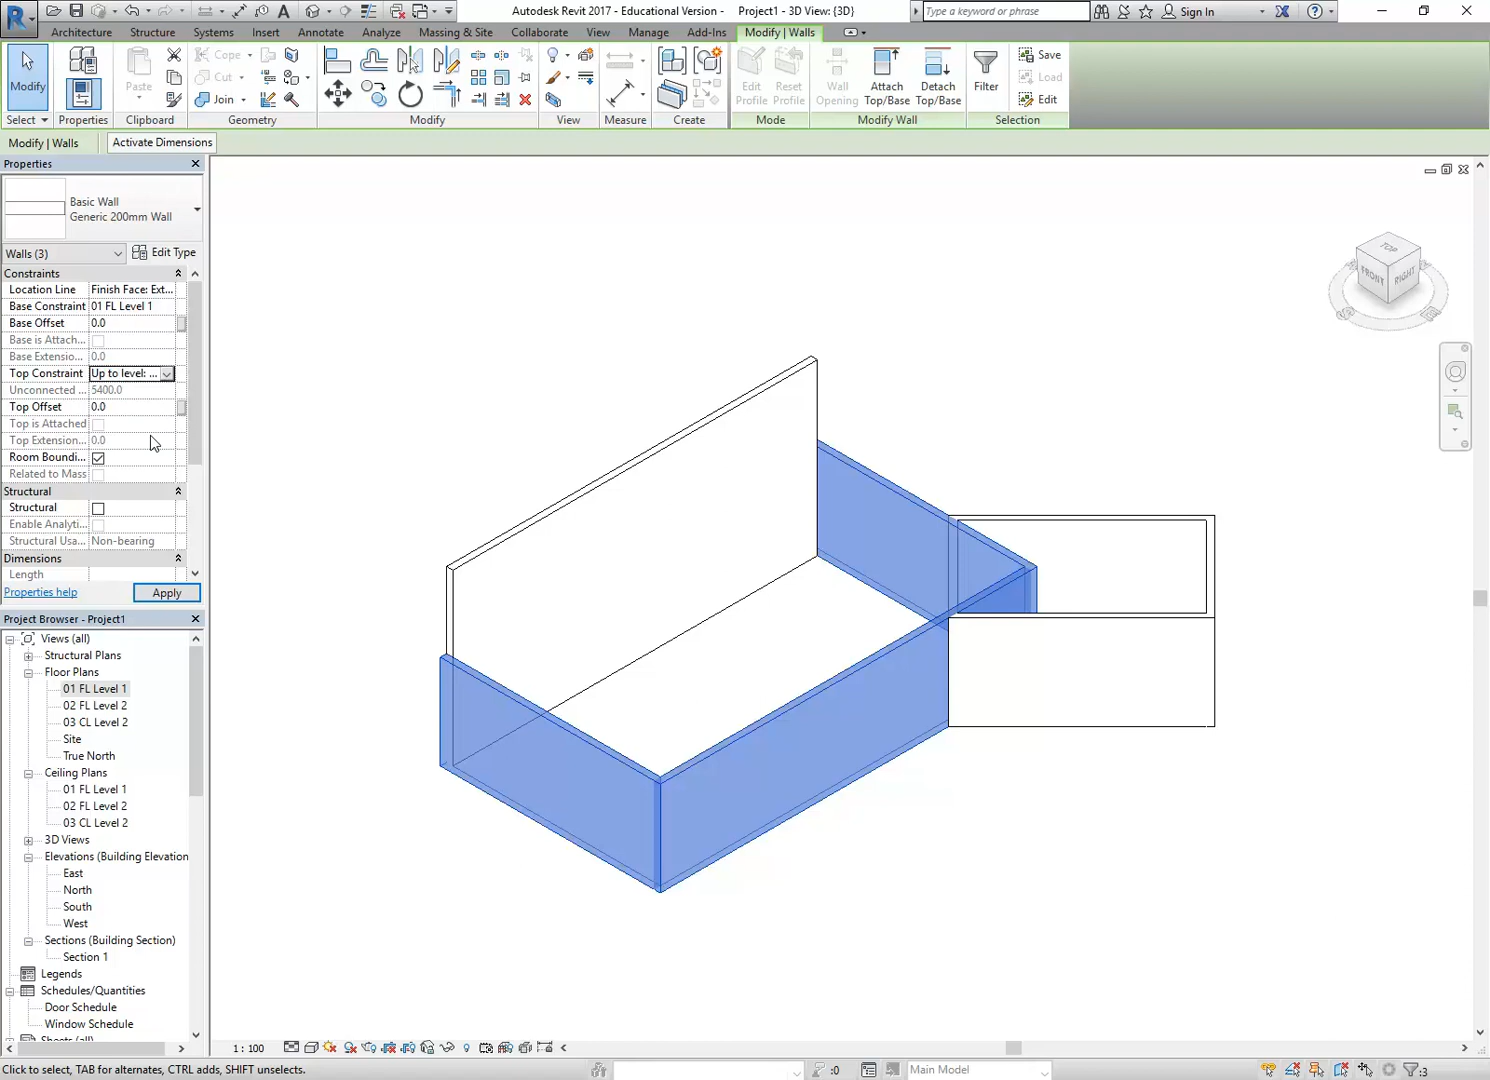 Autodesk Revit 2017 - Educational Version - Project1 - 3D View: {3D}
Type a keyword or phrase
Sign In
Architecture Structure Systems Insert Annotate Analyze Massing & Site Collaborate View Manage Add-Ins Modify | Walls
Modify
Paste
Cope
Cut
Join
Edit Profile
Reset Profile
Wall Opening
Attach Top/Base
Detach Top/Base
Filter
Save
Load
Edit
Select Properties Clipboard Geometry Modify View Measure Create Mode Modify Wall Selection
Modify | Walls Activate Dimensions
Properties
Basic Wall
Generic 200mm Wall
Walls (3) Edit Type
Constraints
Location Line Finish Face: Ext...
Base Constraint 01 FL Level 1
Base Offset 0.0
Base is Attach...
Base Extensio... 0.0
Top Constraint Up to level: ...
Unconnected ... 5400.0
Top Offset 0.0
Top is Attached
Top Extension... 0.0
Room Boundi...
Related to Mass
Structural
Structural
Enable Analyti...
Structural Usa... Non-bearing
Dimensions
Length
Properties help Apply
Project Browser - Project1
Views (all)
Structural Plans
Floor Plans
01 FL Level 1
02 FL Level 2
03 CL Level 2
Site
True North
Ceiling Plans
01 FL Level 1
02 FL Level 2
03 CL Level 2
3D Views
Elevations (Building Elevation
East
North
South
West
Sections (Building Section)
Section 1
Legends
Schedules/Quantities
Door Schedule
Window Schedule
Sheets (all)
TOP
FRONT
RIGHT
1 : 100
Click to select, TAB for alternates, CTRL adds, SHIFT unselects.
:0
Main Model
:3